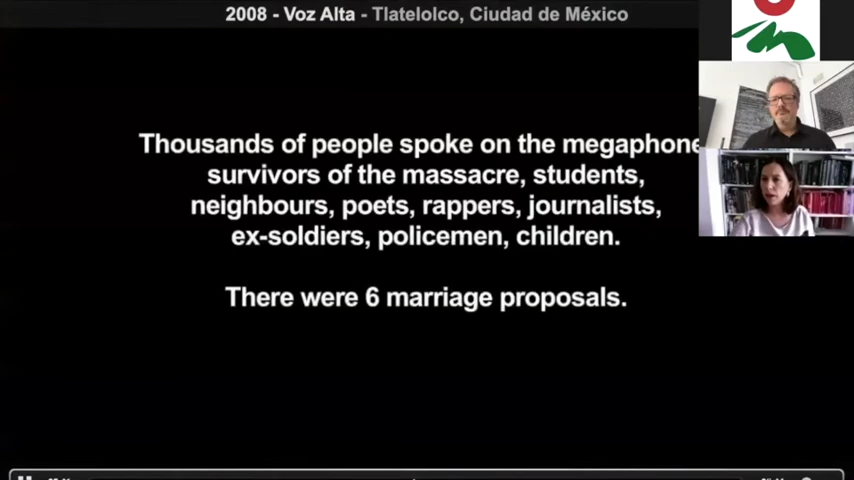 2008 - Voz Alta - Tlatelolco, Ciudad de México
Thousands of people spoke on the megaphone
survivors of the massacre, students,
neighbours, poets, rappers, journalists,
ex-soldiers, policemen, children.
There were 6 marriage proposals.